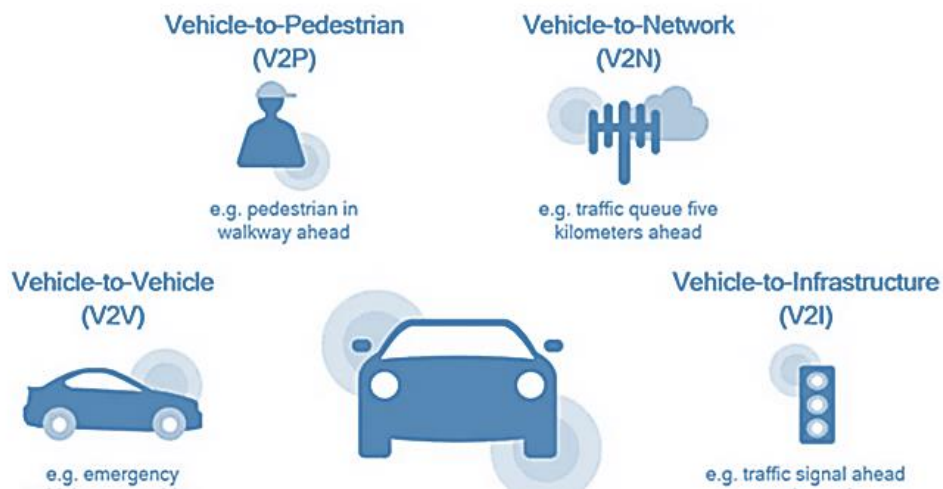 Vehicle-to-Pedestrian
(V2P)
e.g. pedestrian in
walkway ahead
Vehicle-to-Network
(V2N)
e.g. traffic queue five
kilometers ahead
Vehicle-to-Vehicle
(V2V)
e.g. emergency
Vehicle-to-Infrastructure
(V2I)
e.g. traffic signal ahead